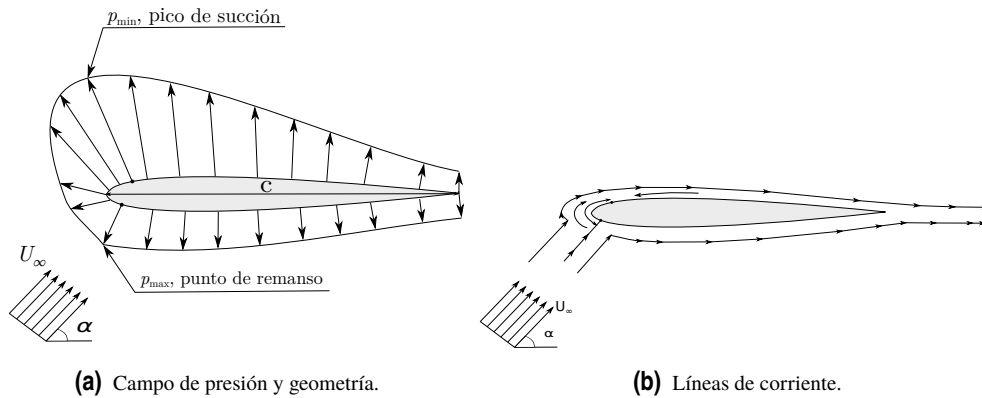 p_min, pico de succión
c
U_∞
α
p_max, punto de remanso
U_∞
α
(a) Campo de presión y geometría.
(b) Líneas de corriente.